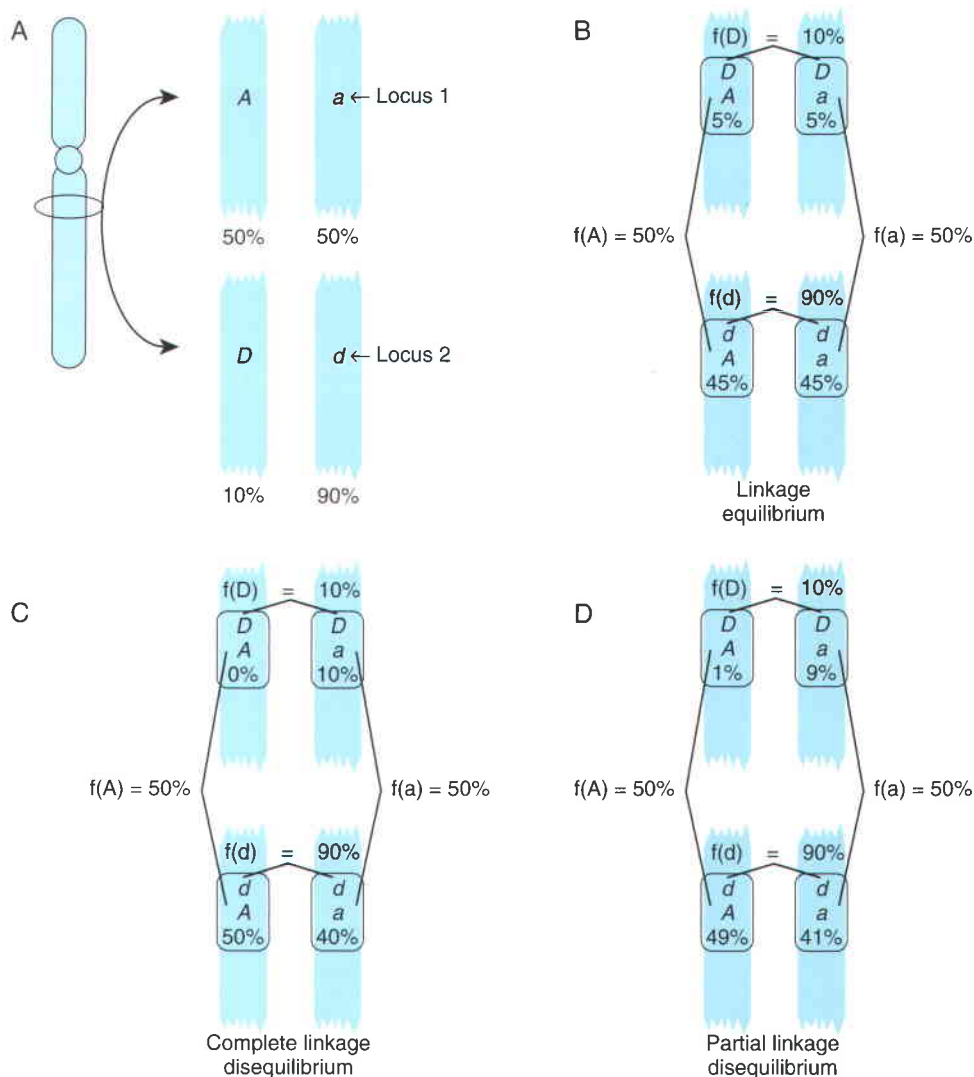 A
A
a ← Locus 1
50% 50%
D
d ← Locus 2
10% 90%
B
f(D) = 10%
D D
A a
5% 5%
f(A) = 50% f(a) = 50%
f(d) = 90%
d d
A a
45% 45%
Linkage
equilibrium
C
f(D) = 10%
D D
A a
0% 10%
f(A) = 50% f(a) = 50%
f(d) = 90%
d d
A a
50% 40%
Complete linkage
disequilibrium
D
f(D) = 10%
D D
A a
1% 9%
f(A) = 50% f(a) = 50%
f(d) = 90%
d d
A a
49% 41%
Partial linkage
disequilibrium